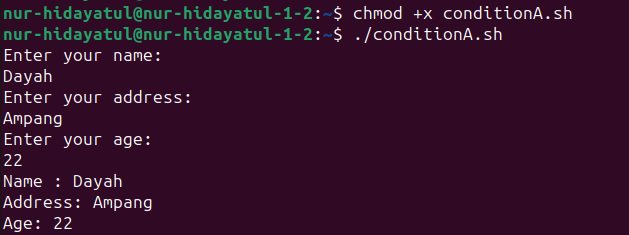 nur-hidayatul@nur-hidayatul-1-2:~$ chmod +x conditionA.sh
nur-hidayatul@nur-hidayatul-1-2:~$ ./conditionA.sh
Enter your name:
Dayah
Enter your address:
Ampang
Enter your age:
22
Name : Dayah
Address: Ampang
Age: 22